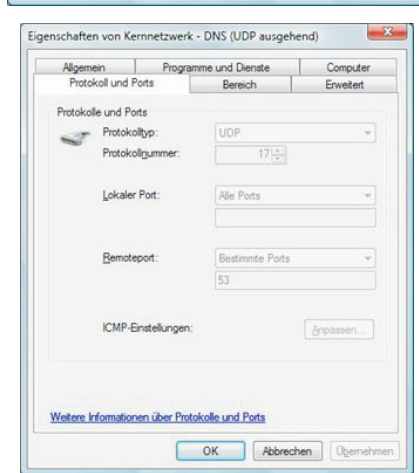 Eigenschaften von Kernnetzwerk - DNS (UDP ausgehend)
Allgemein Programme und Dienste Computer
Protokoll und Ports Bereich Erweitert
Protokolle und Ports
Protokolltyp: UDP
Protokollnummer: 17
Lokaler Port: Alle Ports
Remoteport: Bestimmte Ports
53
ICMP-Einstellungen: Anpassen...
Weitere Informationen über Protokolle und Ports
OK Abbrechen Übernehmen